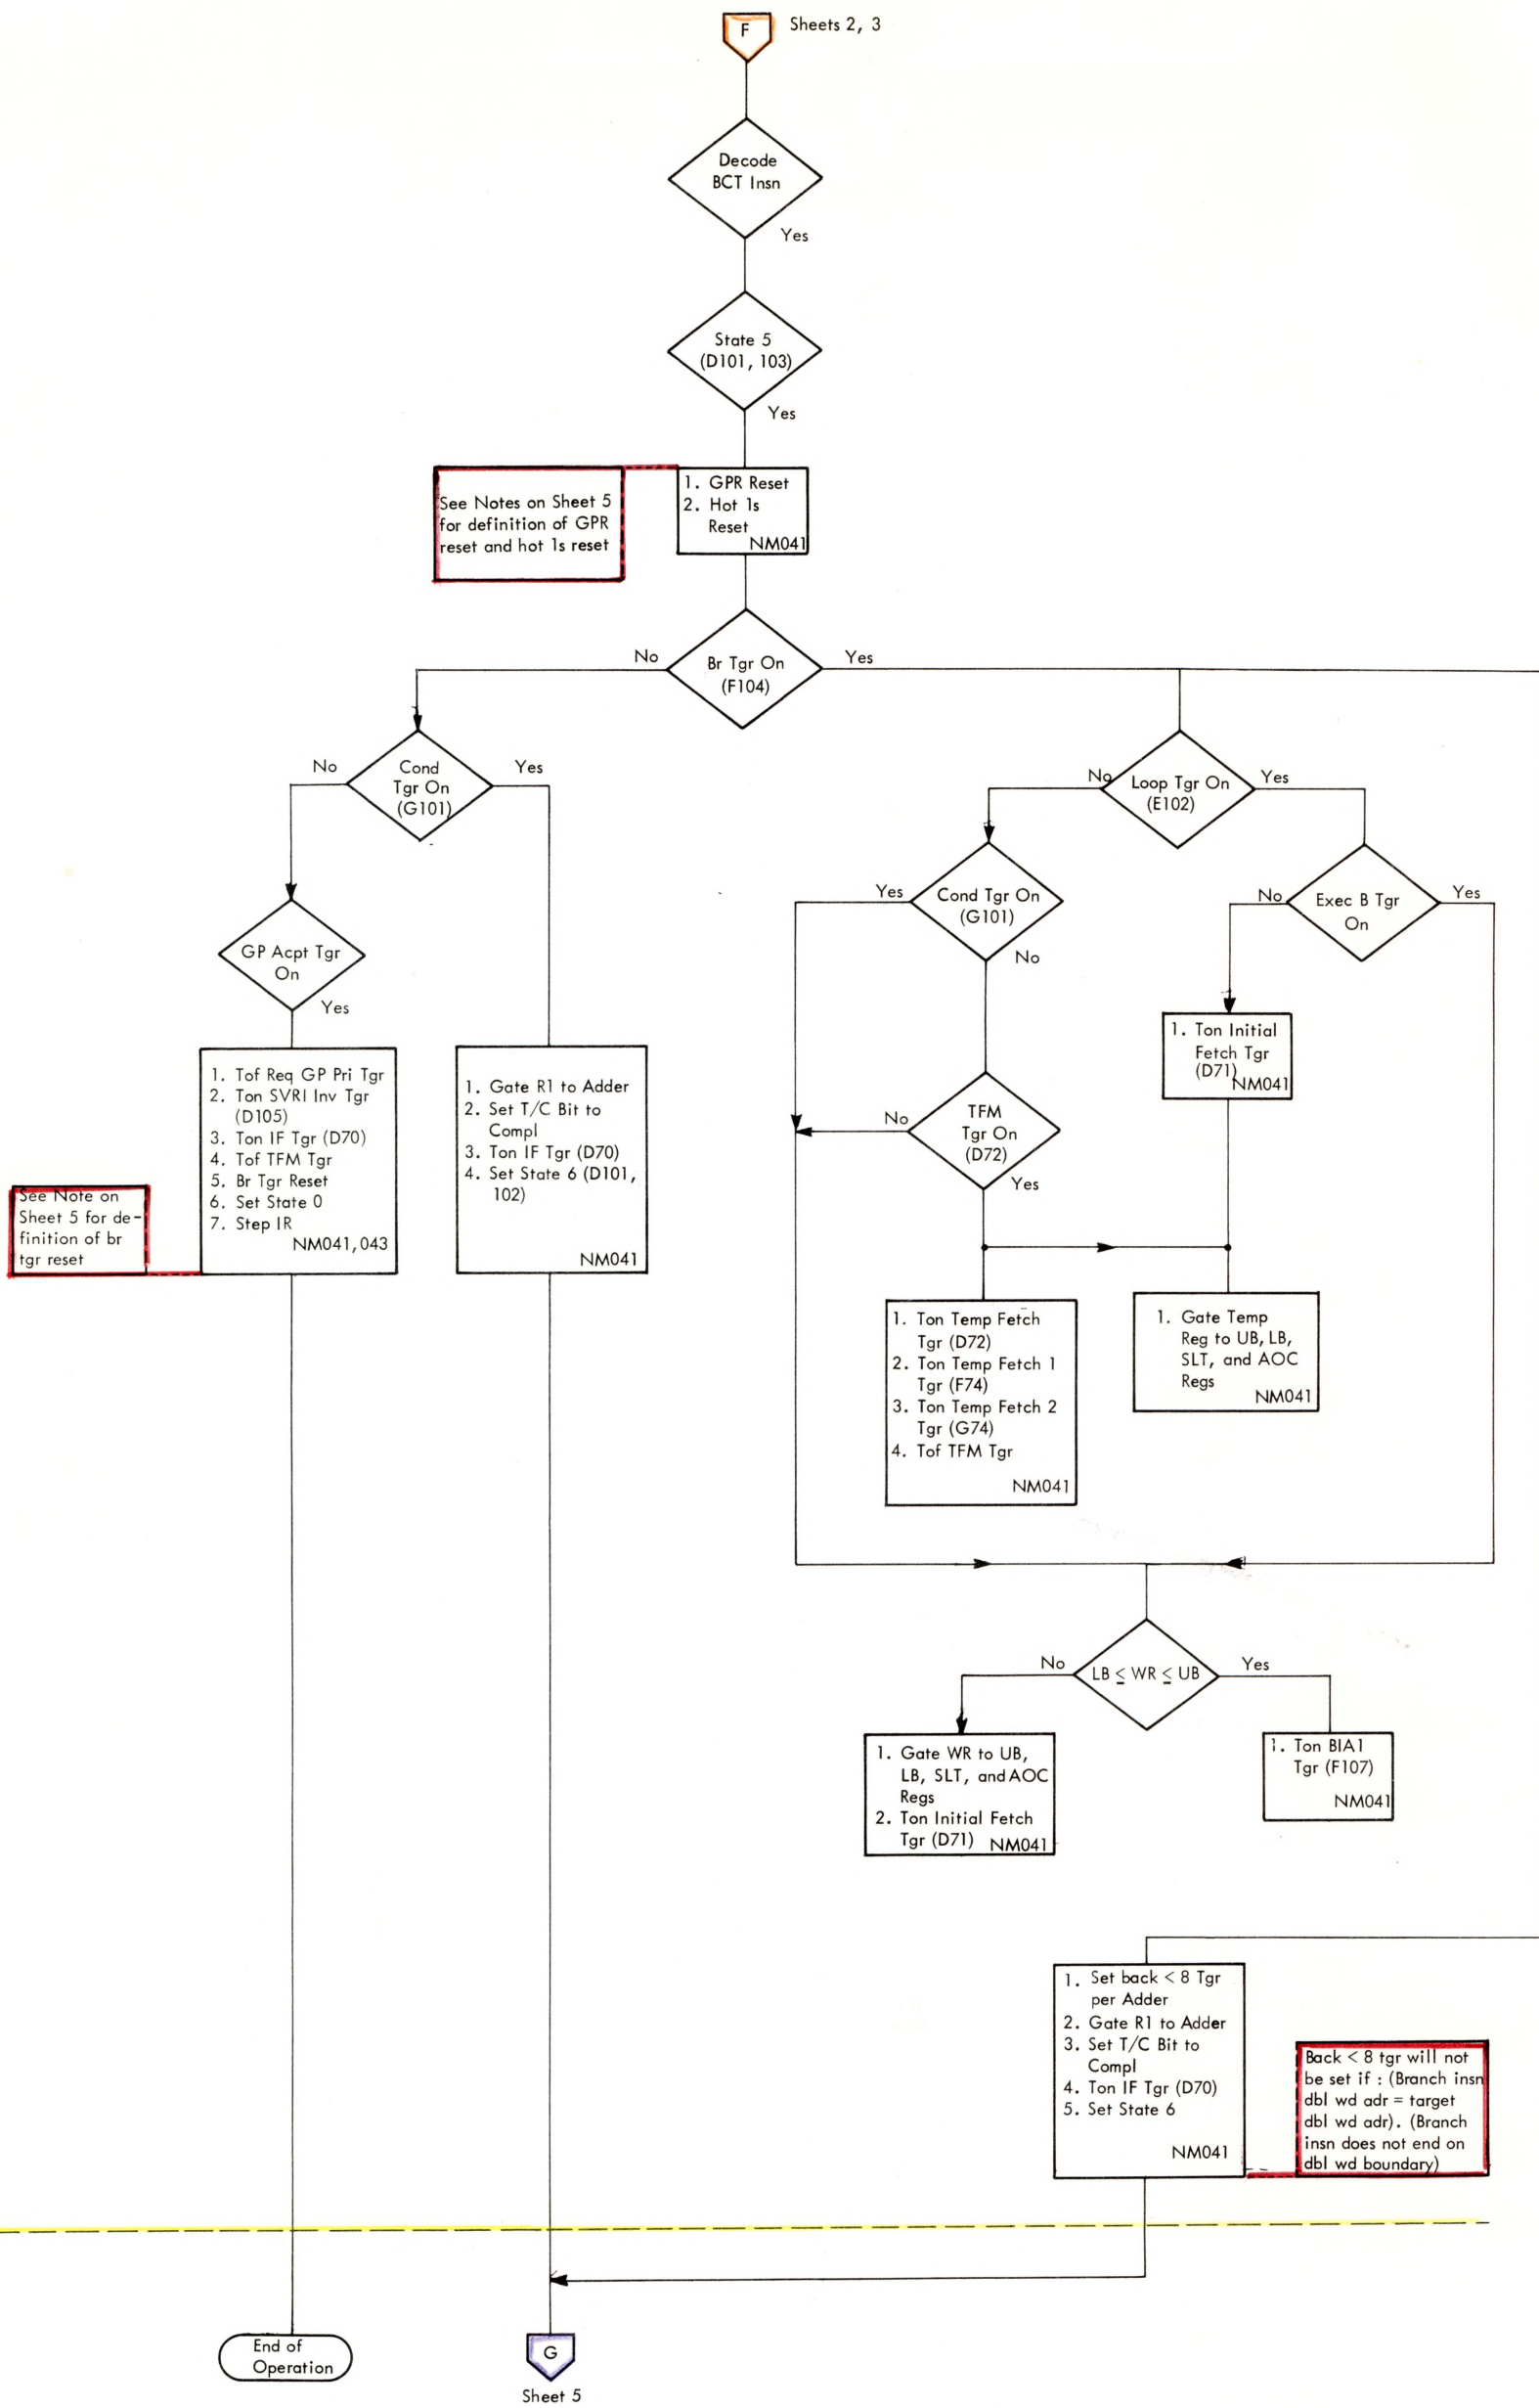 F
Sheets 2, 3
Decode
BCT Insn
Yes
State 5
(D101, 103)
Yes
See Notes on Sheet 5
for definition of GPR
reset and hot 1s reset
1. GPR Reset
2. Hot 1s
Reset
NM041
No
Br Tgr On
(F104)
Yes
No
Cond
Tgr On
(G101)
Yes
No
Loop Tgr On
(E102)
Yes
GP Acpt Tgr
On
Yes
Yes
Cond Tgr On
(G101)
No
No
Exec B Tgr
On
Yes
1. Tof Req GP Pri Tgr
2. Ton SVRI Inv Tgr
(D105)
3. Ton IF Tgr (D70)
4. Tof TFM Tgr
5. Br Tgr Reset
6. Set State 0
7. Step IR
NM041, 043
See Note on
Sheet 5 for de-
finition of br
tgr reset
1. Gate R1 to Adder
2. Set T/C Bit to
Compl
3. Ton IF Tgr (D70)
4. Set State 6 (D101,
102)
NM041
1. Ton Initial
Fetch Tgr
(D71)
NM041
No
TFM
Tgr On
(D72)
Yes
1. Ton Temp Fetch
Tgr (D72)
2. Ton Temp Fetch 1
Tgr (F74)
3. Ton Temp Fetch 2
Tgr (G74)
4. Tof TFM Tgr
NM041
1. Gate Temp
Reg to UB, LB,
SLT, and AOC
Regs
NM041
No
LB ≤ WR ≤ UB
Yes
1. Gate WR to UB,
LB, SLT, and AOC
Regs
2. Ton Initial Fetch
Tgr (D71) NM041
1. Ton BIA1
Tgr (F107)
NM041
1. Set back < 8 Tgr
per Adder
2. Gate R1 to Adder
3. Set T/C Bit to
Compl
4. Ton IF Tgr (D70)
5. Set State 6
NM041
Back < 8 tgr will not
be set if : (Branch insn
dbl wd adr = target
dbl wd adr). (Branch
insn does not end on
dbl wd boundary)
End of
Operation
G
Sheet 5